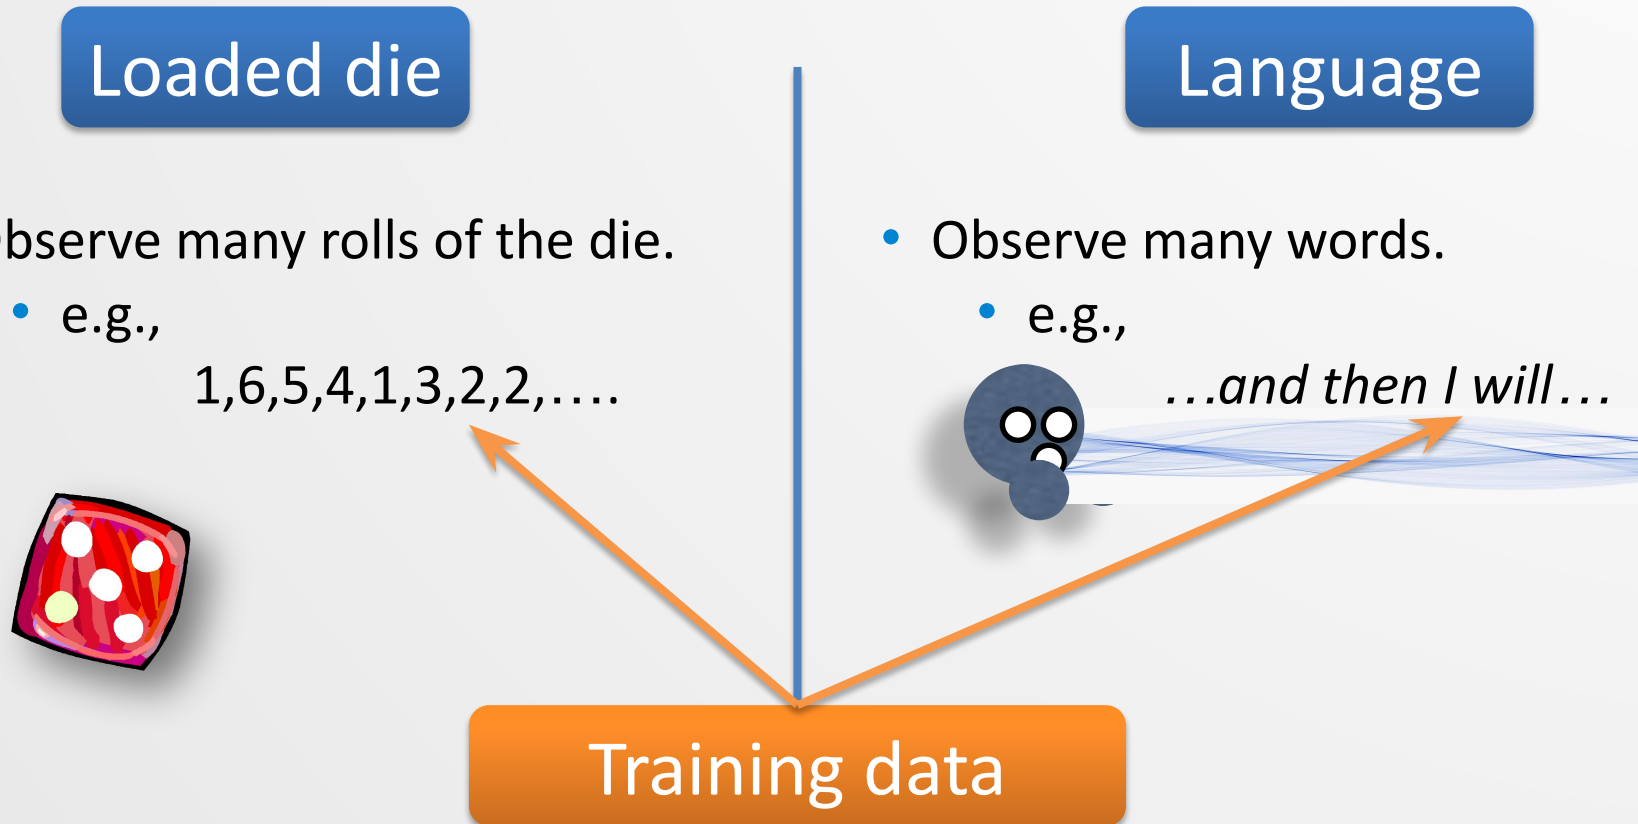 Loaded die
bserve many rolls of the die.
• e.g.,
1,6,5,4,1,3,2,2,….
Language
• Observe many words.
• e.g.,
…and then I will…
Training data